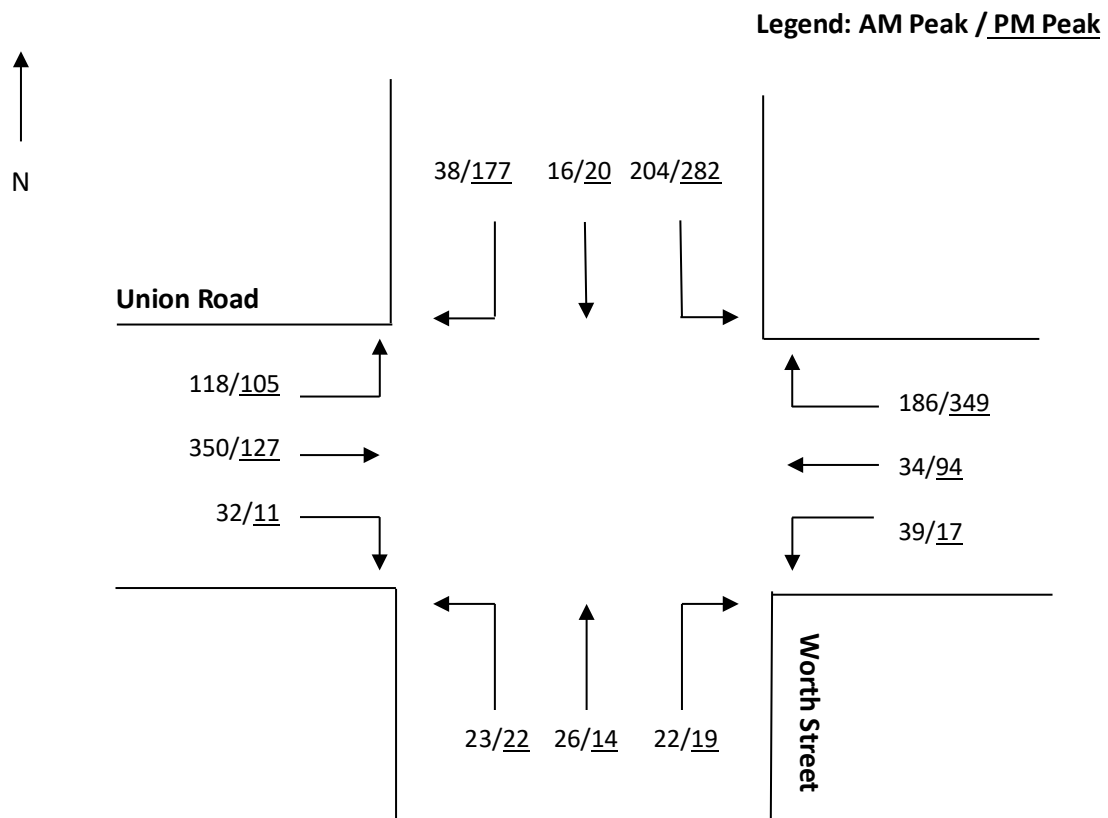 Legend: AM Peak / PM Peak
N
38/177 16/20 204/282
Union Road
118/105
186/349
350/127
34/94
32/11
39/17
Worth Street
23/22 26/14 22/19